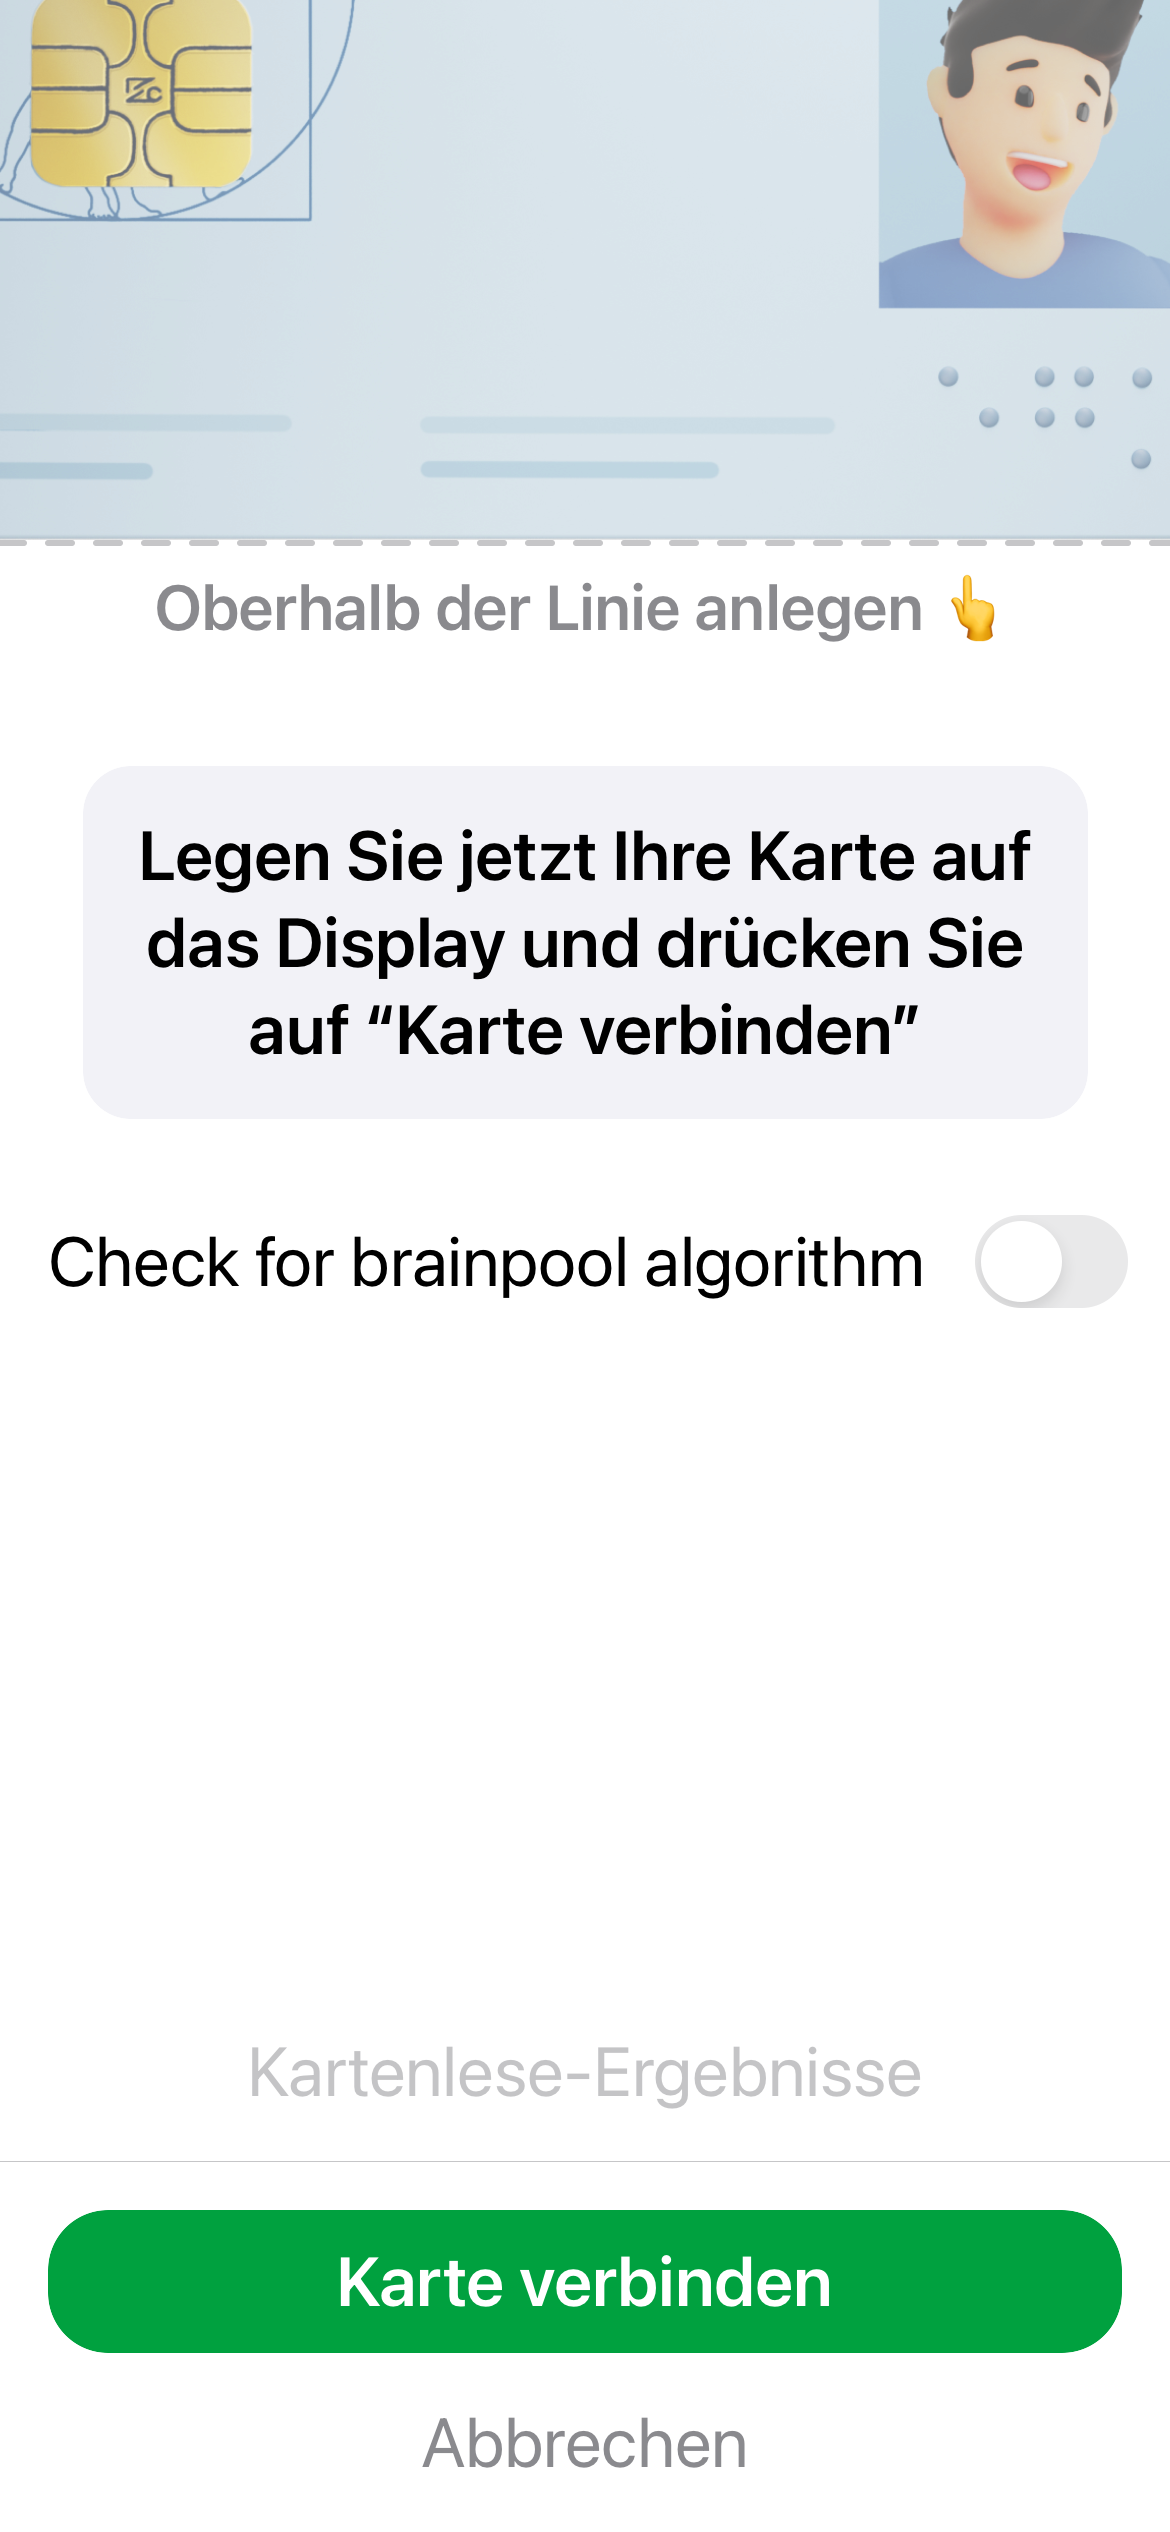 Oberhalb der Linie anlegen 👆
Legen Sie jetzt Ihre Karte auf
das Display und drücken Sie
auf “Karte verbinden”
Check for brainpool algorithm
Kartenlese-Ergebnisse
Karte verbinden
Abbrechen